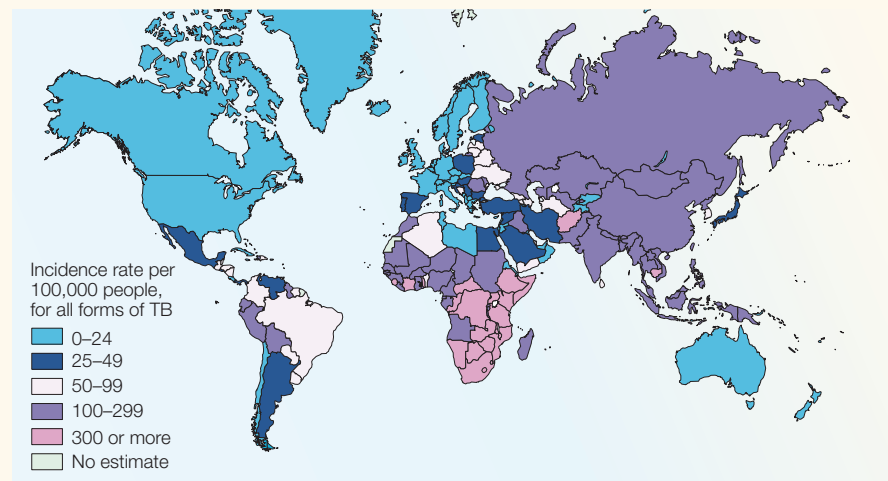 Incidence rate per
100,000 people,
for all forms of TB
0–24
25–49
50–99
100–299
300 or more
No estimate